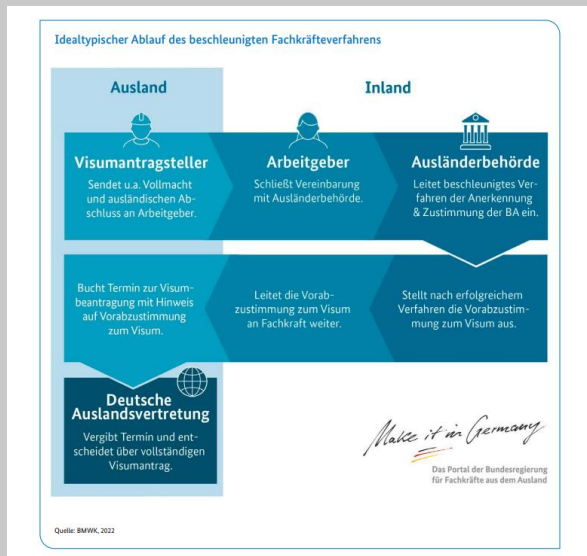 Idealtypischer Ablauf des beschleunigten Fachkräfteverfahrens
Ausland
Inland
Visumantragsteller
Sendet u.a. Vollmacht
und ausländischen Ab-
schluss an Arbeitgeber.
Arbeitgeber
Schließt Vereinbarung
mit Ausländerbehörde.
Ausländerbehörde
Leitet beschleunigtes Ver-
fahren der Anerkennung
& Zustimmung der BA ein.
Stellt nach erfolgreichem
Verfahren die Vorabzustim-
mung zum Visum aus.
Leitet die Vorab-
zustimmung zum Visum
an Fachkraft weiter.
Bucht Termin zur Visum-
beantragung mit Hinweis
auf Vorabzustimmung
zum Visum.
Deutsche
Auslandsvertretung
Vergibt Termin und ent-
scheidet über vollständigen
Visumantrag.
Make it in Germany
Das Portal der Bundesregierung
für Fachkräfte aus dem Ausland
Quelle: BMWK, 2022